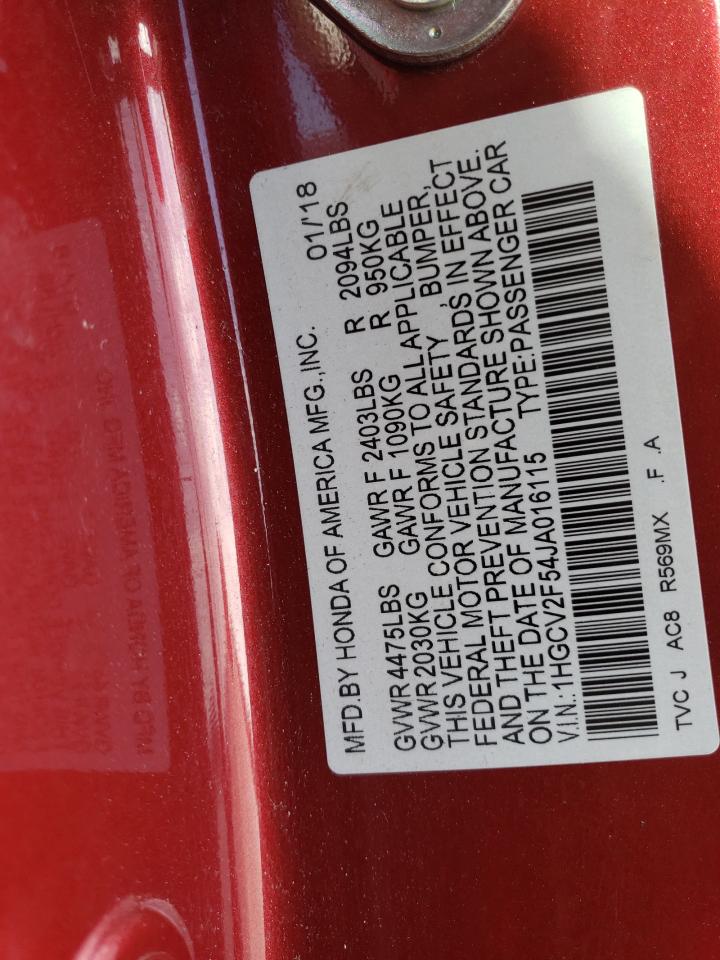 MFD.BY HONDA OF AMERICA MFG.,INC. 01/'18
GVWR 4475LBS GAWR F 2403LBS R 2094LBS
GVWR 2030KG GAWR F 1090KG R 950KG
THIS VEHICLE CONFORMS TO ALL APPLICABLE
FEDERAL MOTOR VEHICLE SAFETY, BUMPER,
AND THEFT PREVENTION STANDARDS IN EFFECT
ON THE DATE OF MANUFACTURE SHOWN ABOVE.
V.I.N.:1HGCV2F54JA016115 TYPE:PASSENGER CAR
TVC J AC8 R569MX .F .A